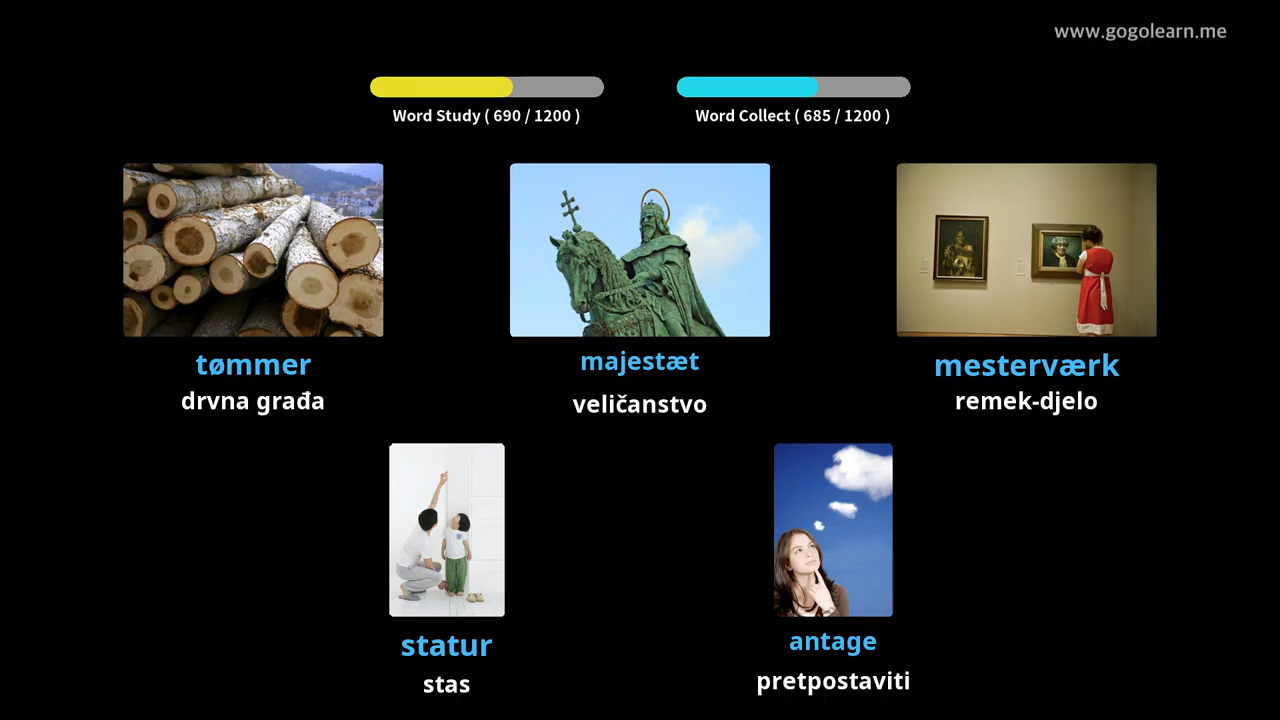 www.gogolearn.me
Word Study ( 690 / 1200 )
Word Collect ( 685 / 1200 )
tømmer
drvna građa
majestæt
veličanstvo
mesterværk
remek-djelo
statur
stas
antage
pretpostaviti